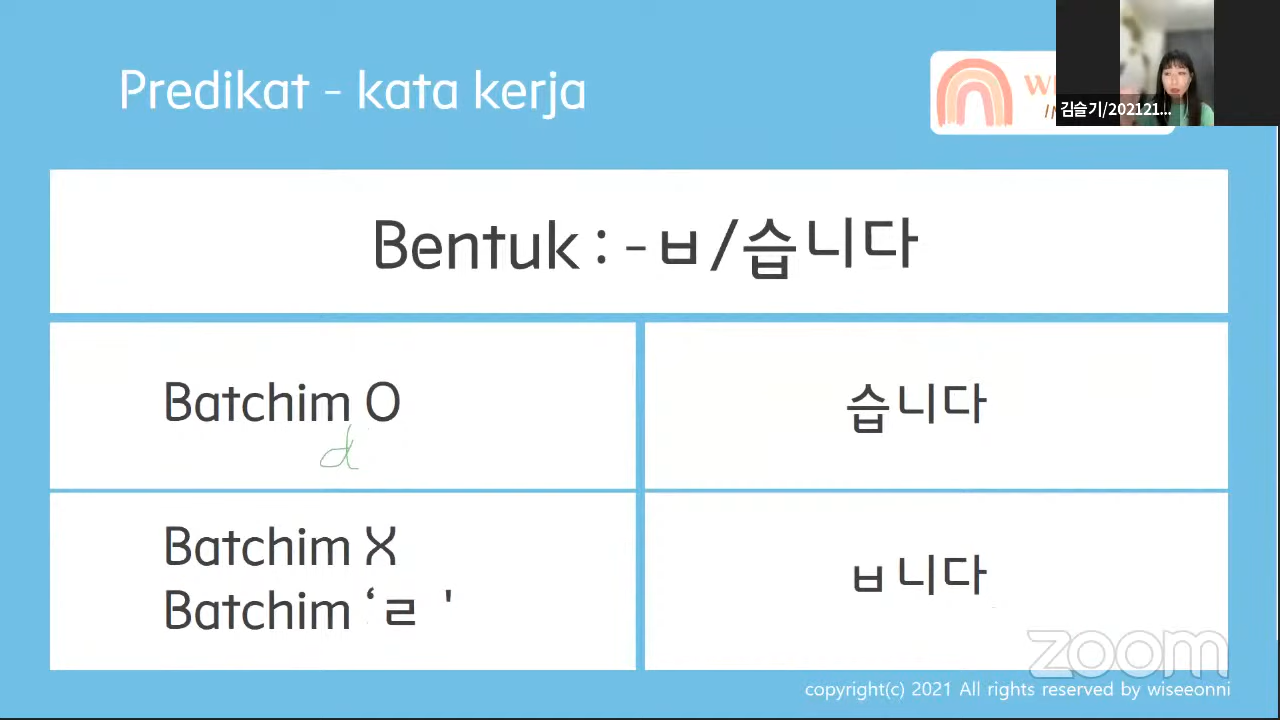 Predikat - kata kerja
김슬기/202121...
Bentuk : -ㅂ/습니다
Batchim O
습니다
d
Batchim X
Batchim ‘ㄹ '
ㅂ니다
zoom
copyright(c) 2021 All rights reserved by wiseeonni